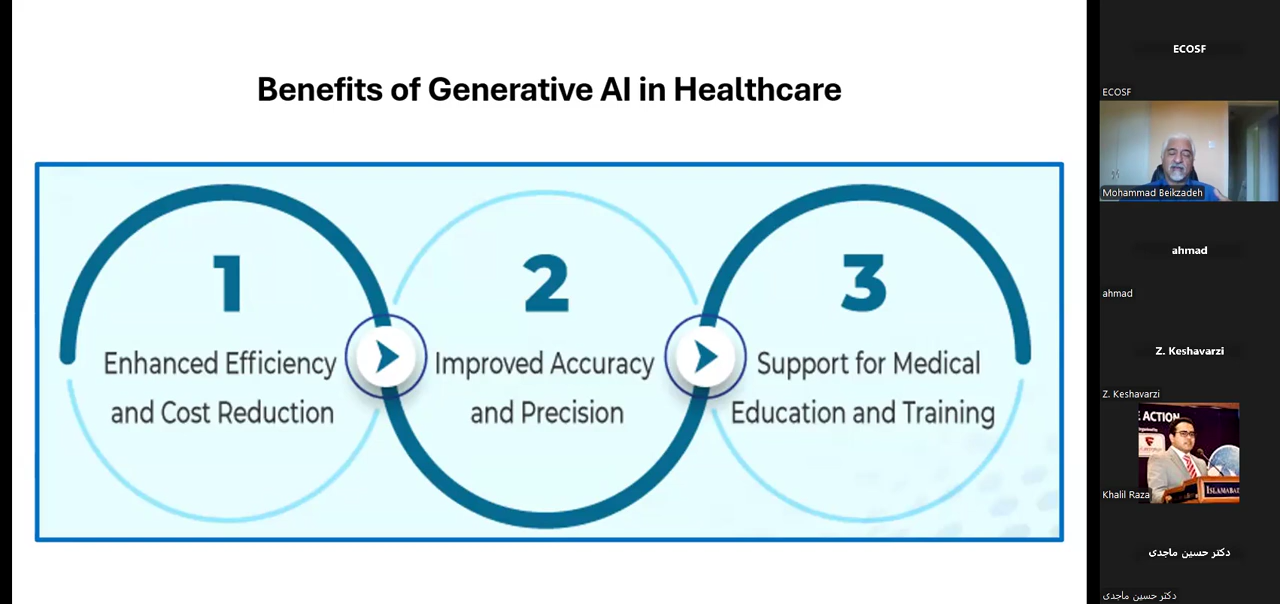 Benefits of Generative AI in Healthcare
1
Enhanced Efficiency
and Cost Reduction
2
Improved Accuracy
and Precision
3
Support for Medical
Education and Training
ECOSF
ECOSF
Mohammad Beikzadeh
ahmad
ahmad
Z. Keshavarzi
Z. Keshavarzi
E ACTION
ISLAMABAD
Khalil Raza
دکتر حسین ماجدی
دکتر حسین ماجدی